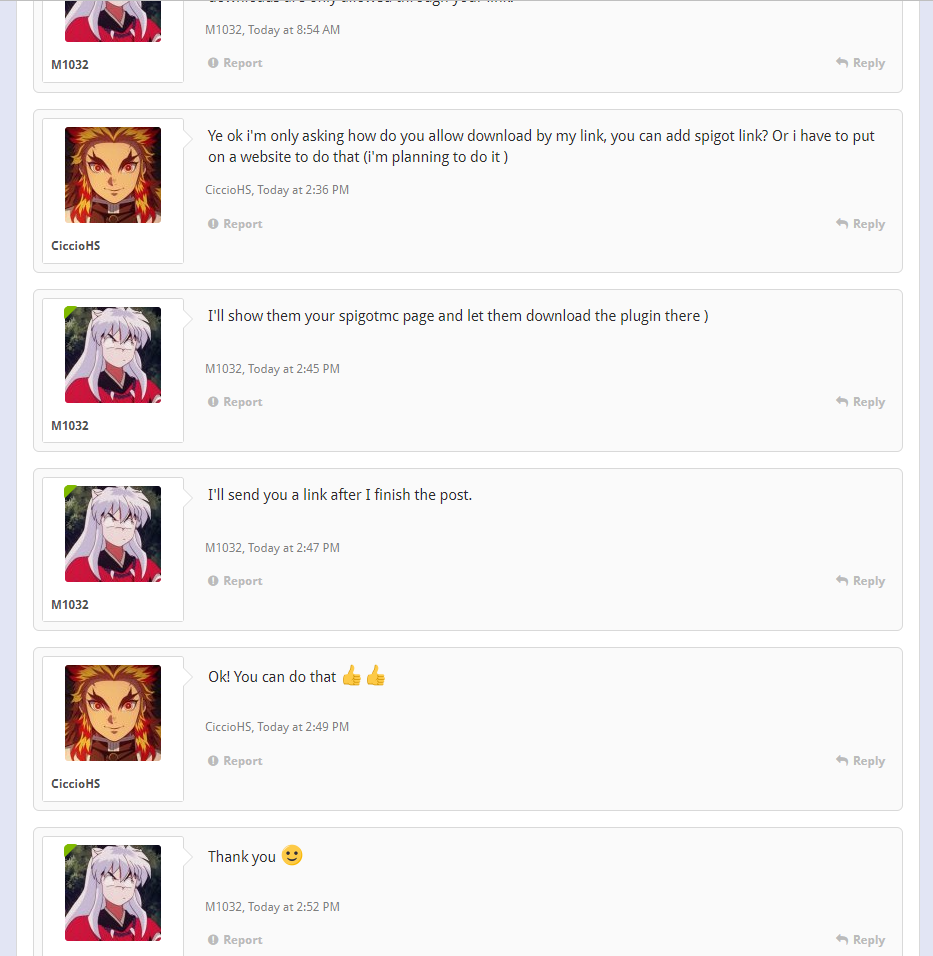 M1032, Today at 8:54 AM
M1032
Report
Reply
Ye ok i'm only asking how do you allow download by my link, you can add spigot link? Or i have to put
on a website to do that (i'm planning to do it )
CiccioHS, Today at 2:36 PM
Report
Reply
CiccioHS
I'll show them your spigotmc page and let them download the plugin there )
M1032, Today at 2:45 PM
Report
Reply
M1032
I'll send you a link after I finish the post.
M1032, Today at 2:47 PM
Report
Reply
M1032
Ok! You can do that 👍👍
CiccioHS, Today at 2:49 PM
Report
Reply
CiccioHS
Thank you 🙂
M1032, Today at 2:52 PM
Report
Reply